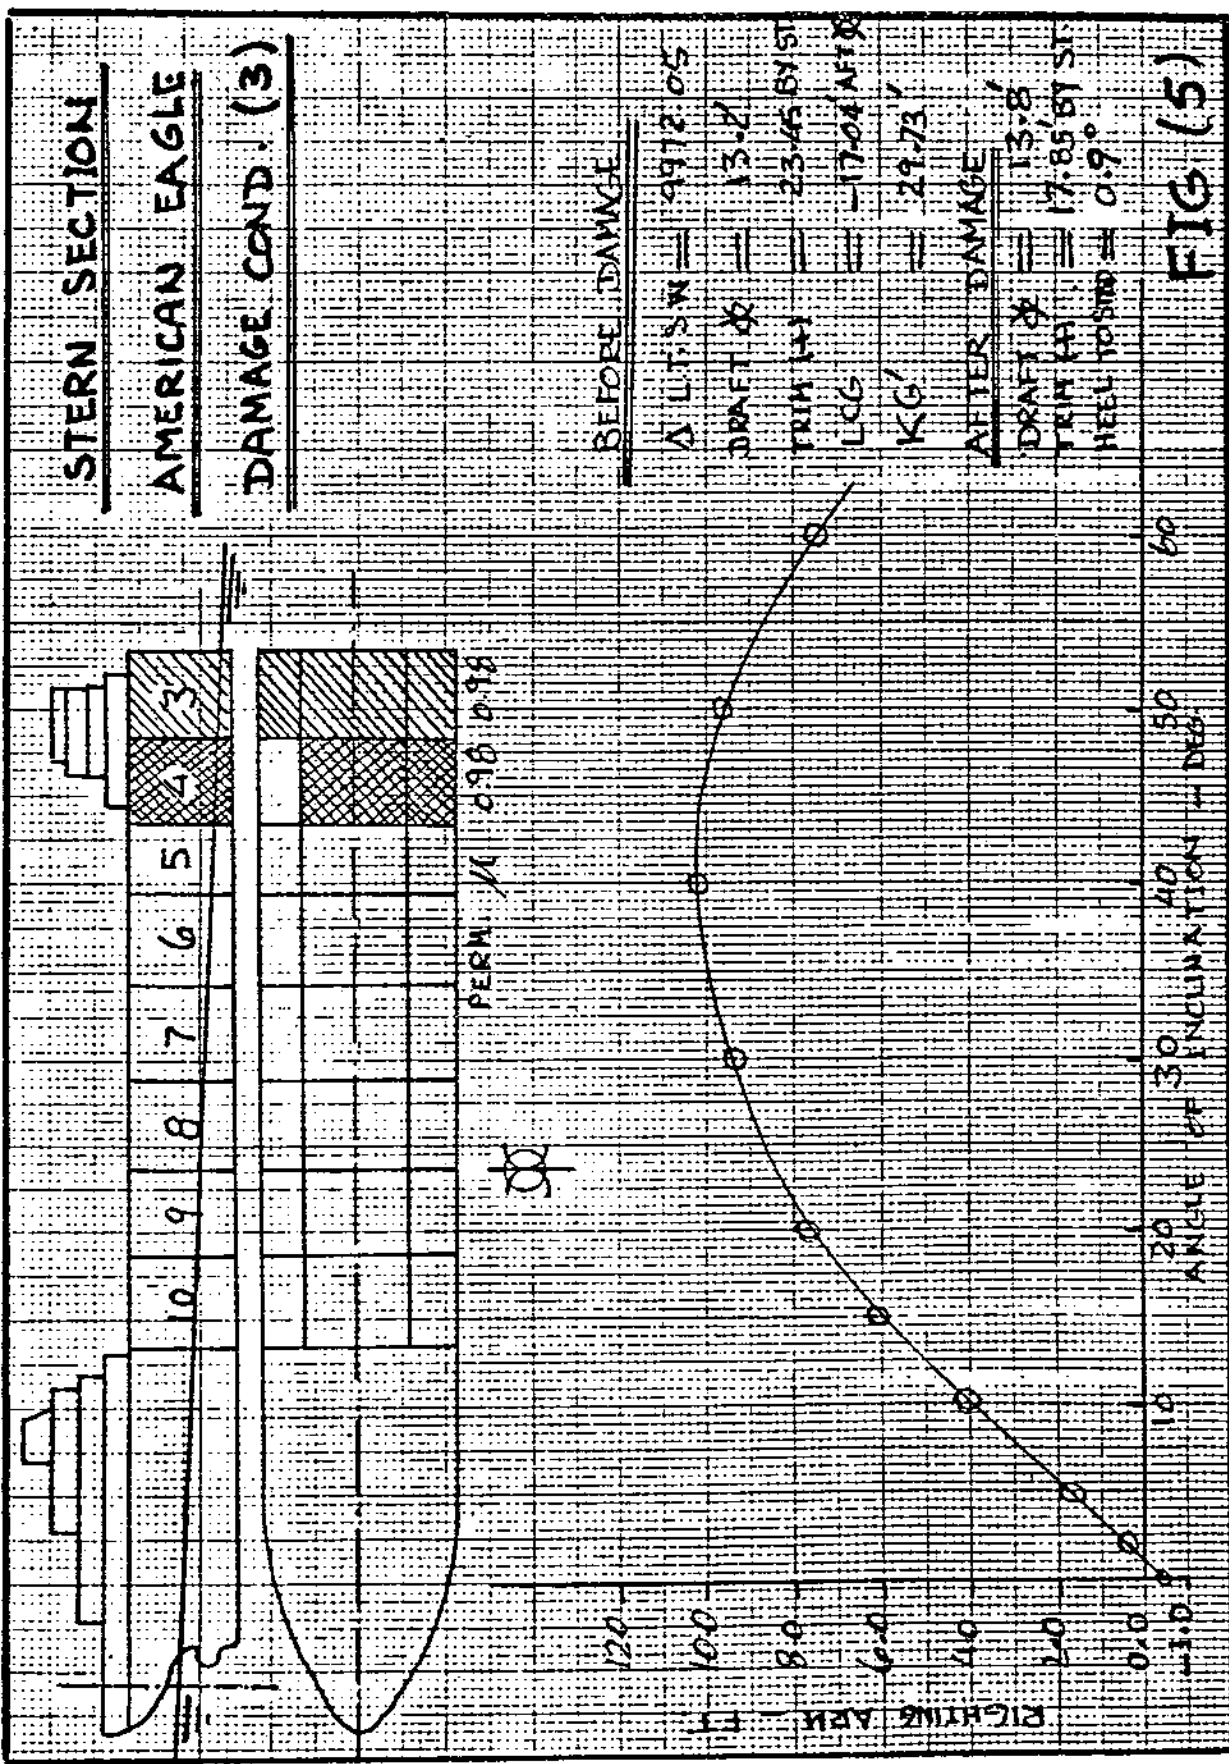 STERN SECTION
AMERICAN EAGLE
DAMAGE COND. (3)
10 9 8 7 6 5 4 3
PERM. μ 0.98 0.98
BEFORE DAMAGE
Δ L.T. S.W = 9972.05
DRAFT = 13.2'
TRIM (+) = 23.45 BY ST
LCG = -17.04' AFT
KG' = 29.73'
AFTER DAMAGE
DRAFT = 13.8'
TRIM (+) = 17.85' BY ST.
HEEL TO STBD = 0.9°
RIGHTING ARM - FT
12.0
10.0
8.0
6.0
4.0
2.0
0.0
-1.0
10 20 30 40 50 60
ANGLE OF INCLINATION - DEG.
FIG (5)